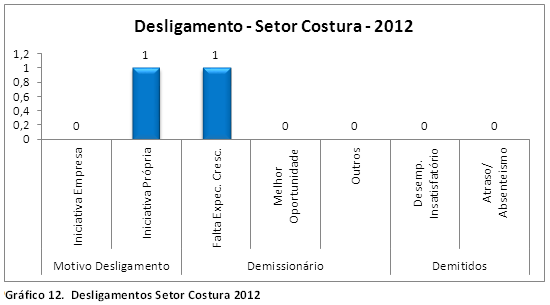 Desligamento - Setor Costura - 2012
1,2
1
0,8
0,6
0,4
0,2
0
0
1
1
0
0
0
0
Iniciativa Empresa
Iniciativa Própria
Falta Expec. Cresc.
Melhor
Oportunidade
Outros
Desemp.
Insatisfatório
Atraso/
Absenteismo
Motivo Desligamento
Demissionário
Demitidos
Gráfico 12. Desligamentos Setor Costura 2012